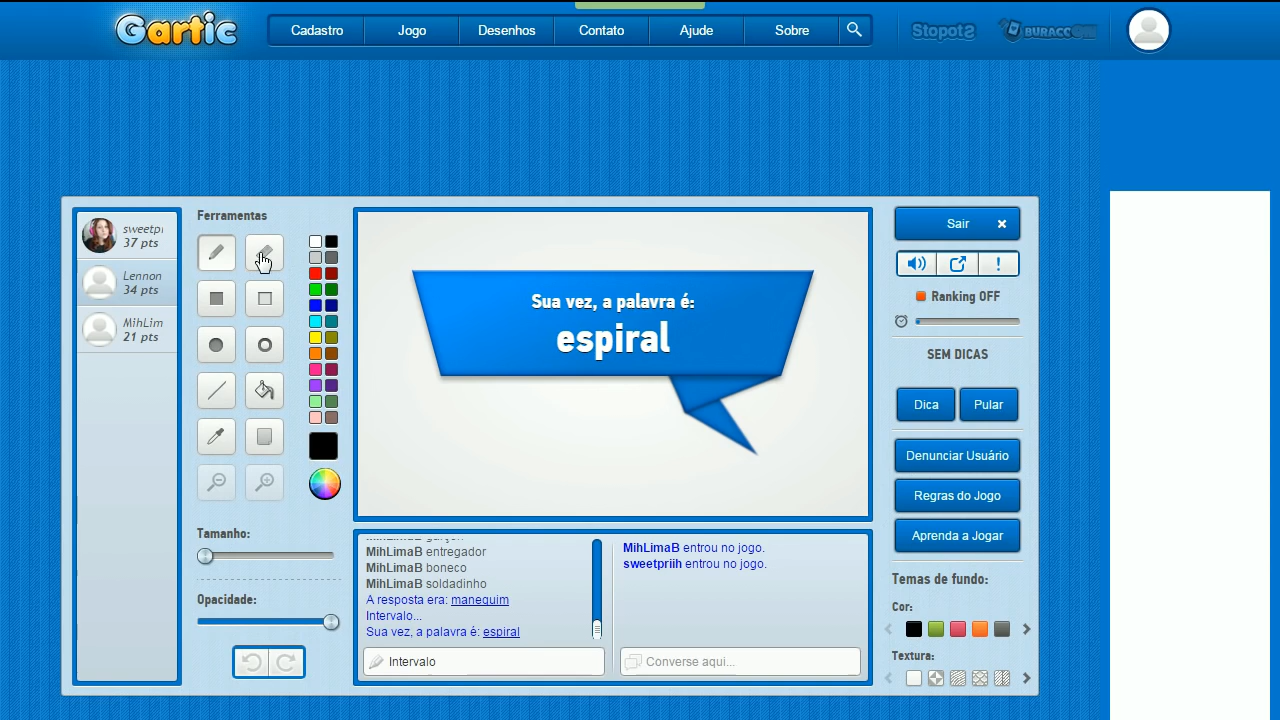 Gartic
Cadastro
Jogo
Desenhos
Contato
Ajude
Sobre
StopotS
sweetpi
37 pts
Lennon
34 pts
MihLim
21 pts
Ferramentas
Tamanho:
Opacidade:
Sua vez, a palavra é:
espiral
MihLimaB entregador
MihLimaB boneco
MihLimaB soldadinho
A resposta era: manequim
Intervalo...
Sua vez, a palavra é: espiral
Intervalo
MihLimaB entrou no jogo.
sweetpriih entrou no jogo.
Converse aqui...
Sair
Ranking OFF
SEM DICAS
Dica
Pular
Denunciar Usuário
Regras do Jogo
Aprenda a Jogar
Temas de fundo:
Cor:
Textura: